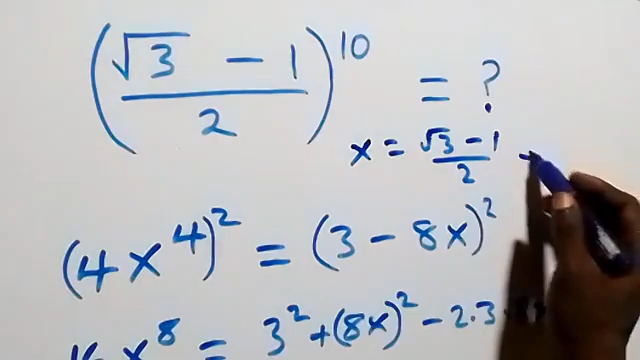 (√3 - 1 / 2)^10 = ?
x = √3 - 1 / 2
(4x^4)^2 = (3 - 8x)^2
x^8 = 3^2 + (8x)^2 - 2.3